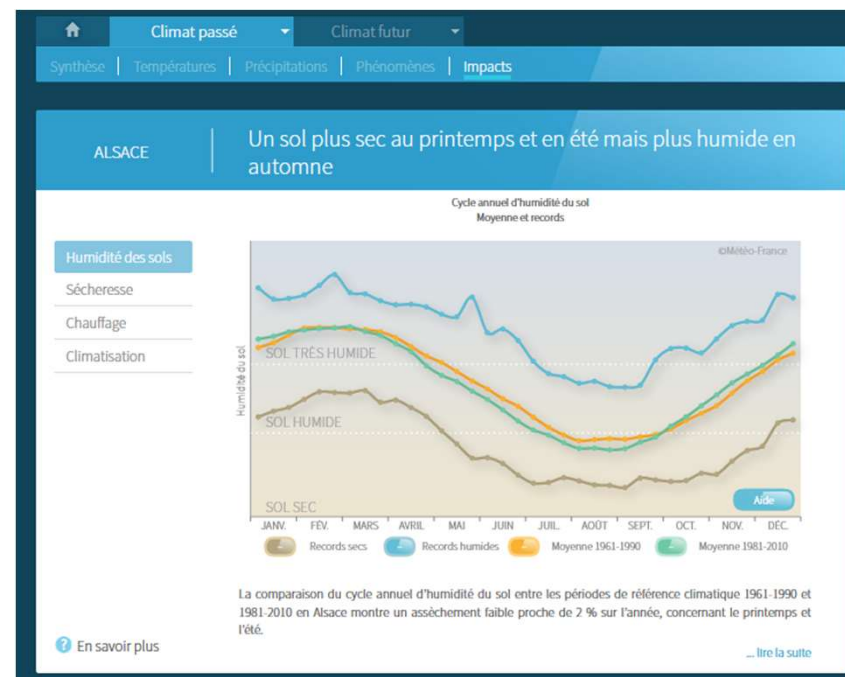 Climat passé
Climat futur
Synthèse | Températures | Précipitations | Phénomènes | Impacts
ALSACE
Un sol plus sec au printemps et en été mais plus humide en
automne
Cycle annuel d'humidité du sol
Moyenne et records
Humidité des sols
Sécheresse
Chauffage
Climatisation
©Météo-France
Humidité du sol
SOL TRÈS HUMIDE
SOL HUMIDE
SOL SEC
Aide
JANV. FÉV. MARS AVRIL MAI JUIN JUIL. AOÛT SEPT. OCT. NOV. DÉC.
Records secs Records humides Moyenne 1961-1990 Moyenne 1981-2010
La comparaison du cycle annuel d'humidité du sol entre les périodes de référence climatique 1961-1990 et
1981-2010 en Alsace montre un assèchement faible proche de 2 % sur l'année, concernant le printemps et
l'été.
? En savoir plus
... lire la suite